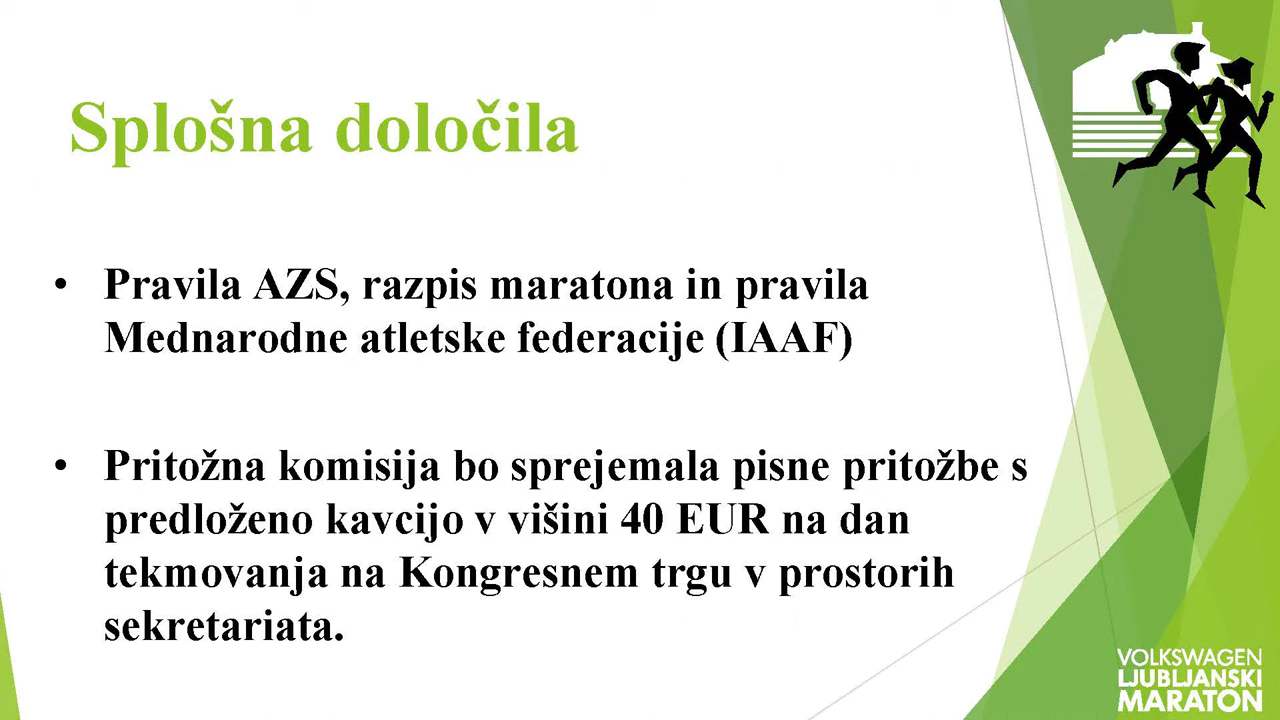 Splošna določila
• Pravila AZS, razpis maratona in pravila
Mednarodne atletske federacije (IAAF)
• Pritožna komisija bo sprejemala pisne pritožbe s
predloženo kavcijo v višini 40 EUR na dan
tekmovanja na Kongresnem trgu v prostorih
sekretariata.
VOLKSWAGEN
LJUBLJANSKI
MARATON